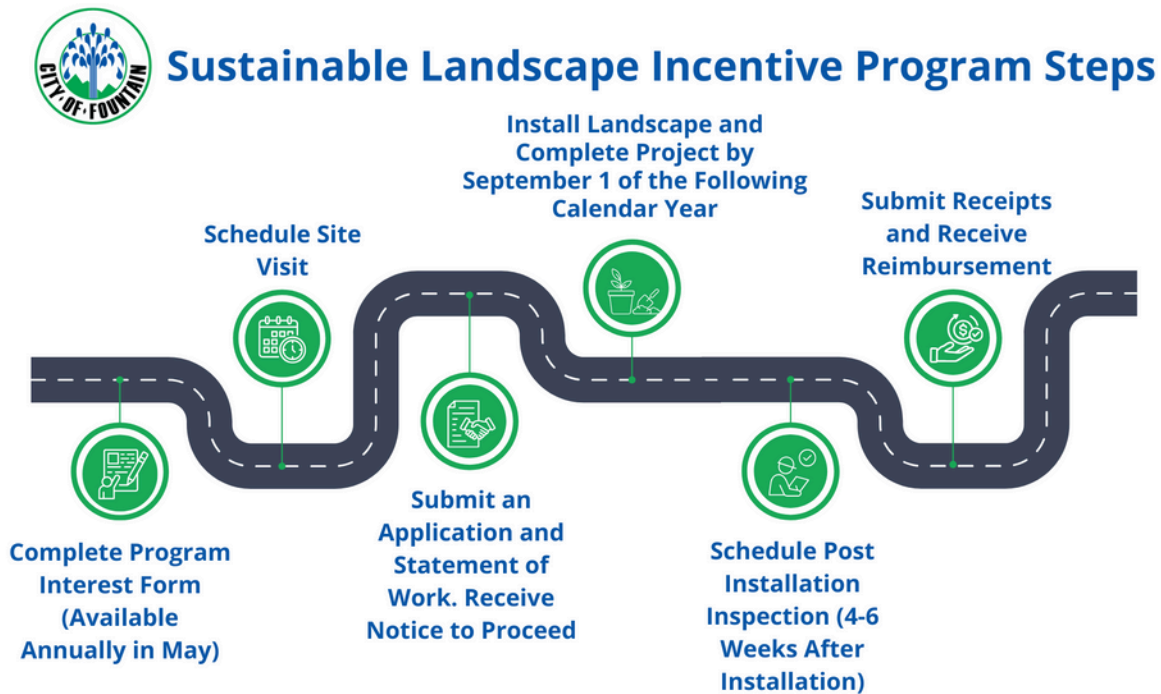 CITY·OF·FOUNTAIN
Sustainable Landscape Incentive Program Steps
Complete Program
Interest Form
(Available
Annually in May)
Schedule Site
Visit
Submit an
Application and
Statement of
Work. Receive
Notice to Proceed
Install Landscape and
Complete Project by
September 1 of the Following
Calendar Year
Schedule Post
Installation
Inspection (4-6
Weeks After
Installation)
Submit Receipts
and Receive
Reimbursement
$